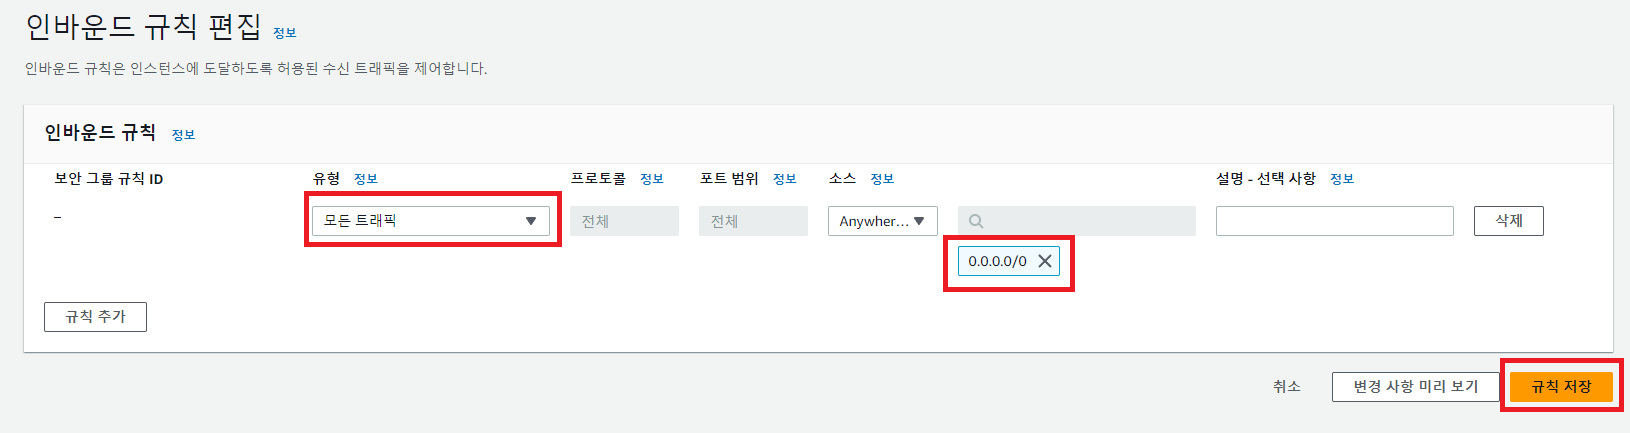 인바운드 규칙 편집 정보
인바운드 규칙은 인스턴스에 도달하도록 허용된 수신 트래픽을 제어합니다.
인바운드 규칙 정보
보안 그룹 규칙 ID 유형 정보 프로토콜 정보 포트 범위 정보 소스 정보 설명 - 선택 사항 정보
– 모든 트래픽 전체 전체 Anywher... 삭제
0.0.0.0/0
규칙 추가
취소 변경 사항 미리 보기 규칙 저장